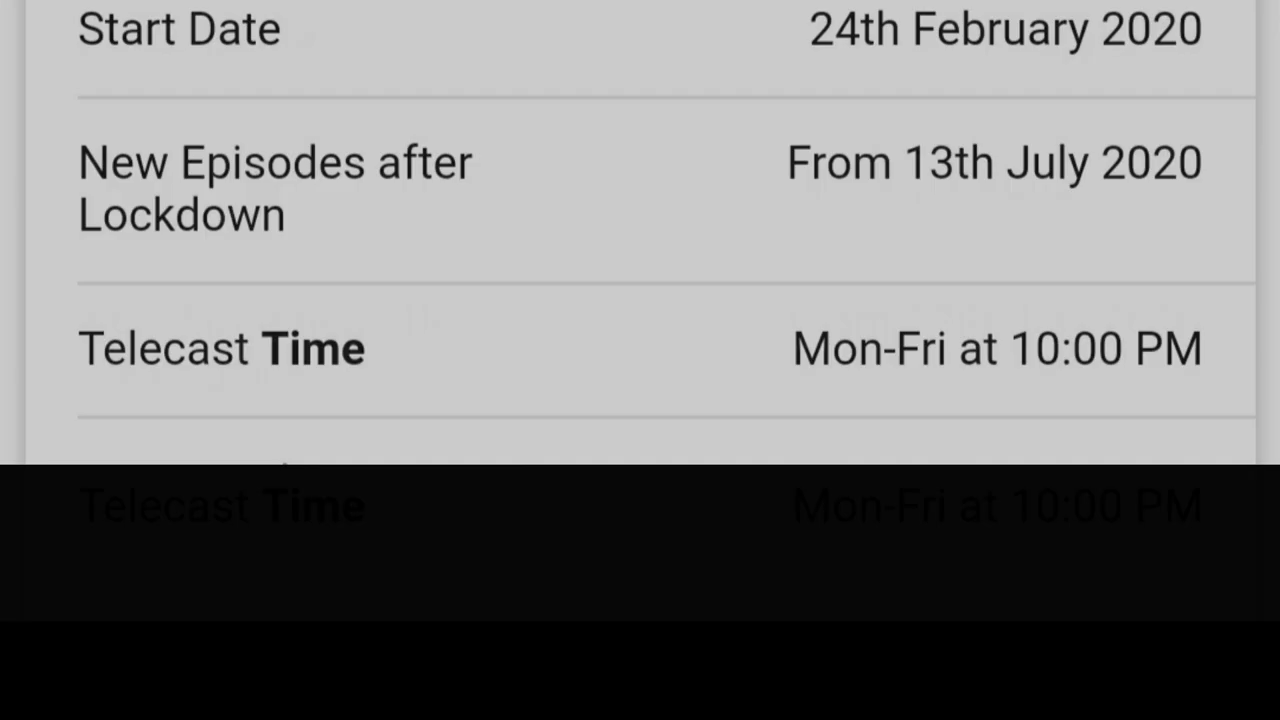 Start Date 24th February 2020
New Episodes after From 13th July 2020
Lockdown
Telecast Time Mon-Fri at 10:00 PM
Telecast Time Mon-Fri at 10:00 PM